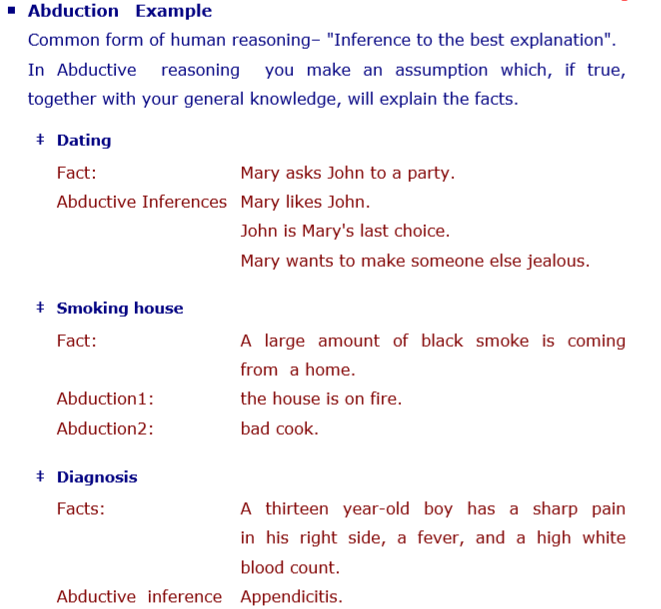 ▪ Abduction Example
Common form of human reasoning– "Inference to the best explanation".
In Abductive reasoning you make an assumption which, if true,
together with your general knowledge, will explain the facts.
‡ Dating
Fact: Mary asks John to a party.
Abductive Inferences Mary likes John.
John is Mary's last choice.
Mary wants to make someone else jealous.
‡ Smoking house
Fact: A large amount of black smoke is coming
from a home.
Abduction1: the house is on fire.
Abduction2: bad cook.
‡ Diagnosis
Facts: A thirteen year-old boy has a sharp pain
in his right side, a fever, and a high white
blood count.
Abductive inference Appendicitis.